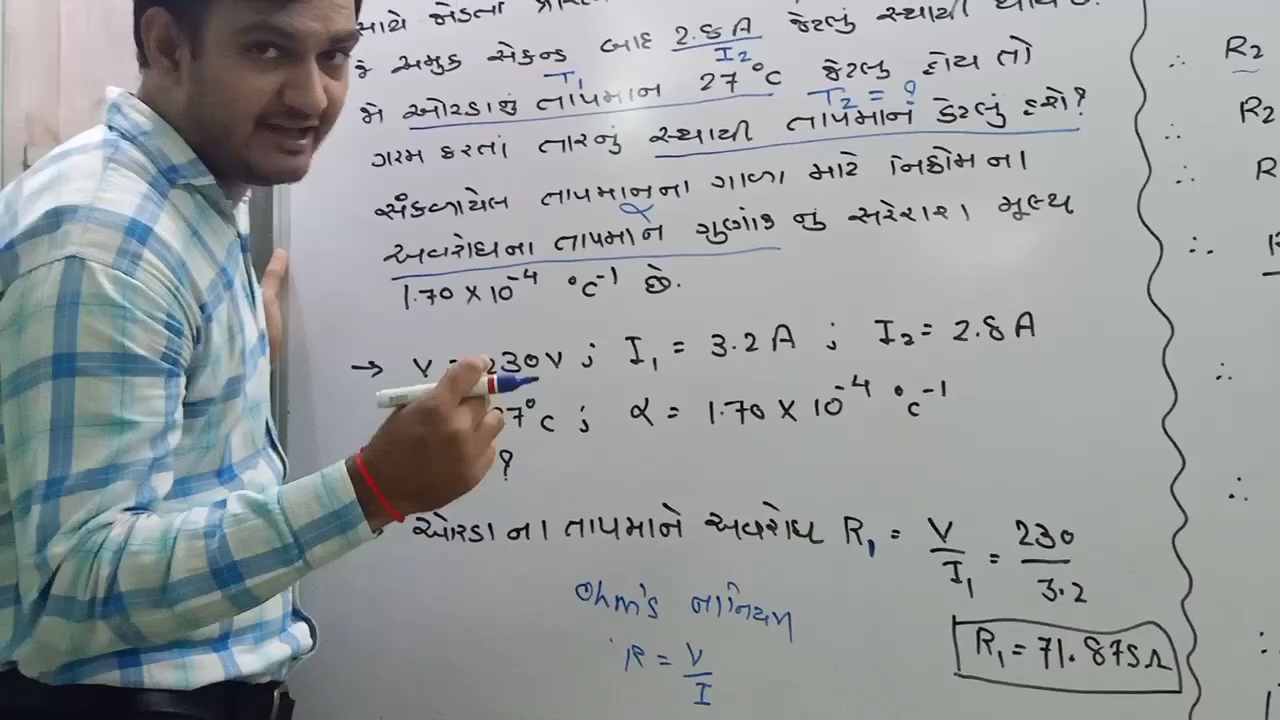 સાથે જોડતા
કે અમુક સેકન્ડ બાદ 2.8 A જેટલું સ્થાયી થાય
I2
T1
જો ઓરડાનું તાપમાન 27°C જેટલુ હોય તો
T2 = ?
ગરમ કરતાં તારનું સ્થાયી તાપમાન કેટલું હશે?
સંકળાયેલ તાપમાનના ગાળા માટે નિક્રોમના
α
અવરોધના તાપમાન ગુણાંક નું સરેરાશ મૂલ્ય
1.70 × 10⁻⁴ °C⁻¹ છે.
→ V = 230V ; I1 = 3.2 A ; I2 = 2.8 A
7°C ; α = 1.70 × 10⁻⁴ °C⁻¹
?
ઓરડાના તાપમાને અવરોધ R1 = V/I1 = 230/3.2
Ohm's નો નિયમ
R = V/I
R1 = 71.875 Ω
∴ R2
∴ R2
∴ R
∴ R
∴
∴
∴